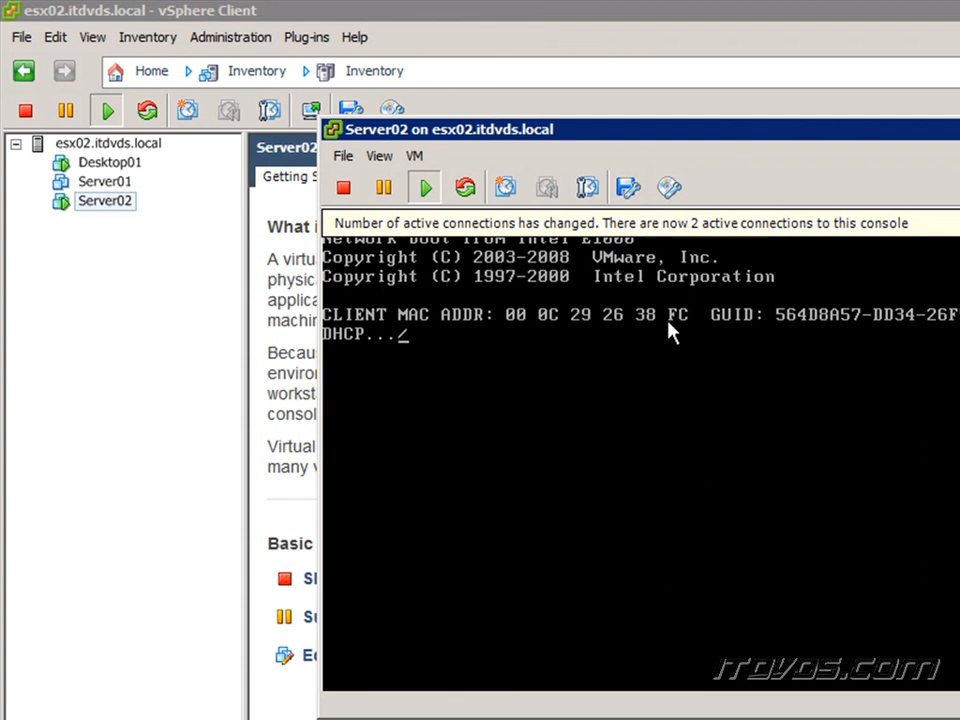 esx02.itdvds.local - vSphere Client
File Edit View Inventory Administration Plug-ins Help
Home Inventory Inventory
esx02.itdvds.local
Desktop01
Server01
Server02
Server02
Getting S
What i
A virtu
physic
applica
machin
Becau
enviro
workst
conso
Virtual
many v
Basic
Sh
Su
Ed
Server02 on esx02.itdvds.local
File View VM
Number of active connections has changed. There are now 2 active connections to this console
Network boot from Intel E1000
Copyright (C) 2003-2008 VMware, Inc.
Copyright (C) 1997-2000 Intel Corporation
CLIENT MAC ADDR: 00 0C 29 26 38 FC GUID: 564D8A57-DD34-26F
DHCP.../
ITDVDS.COM